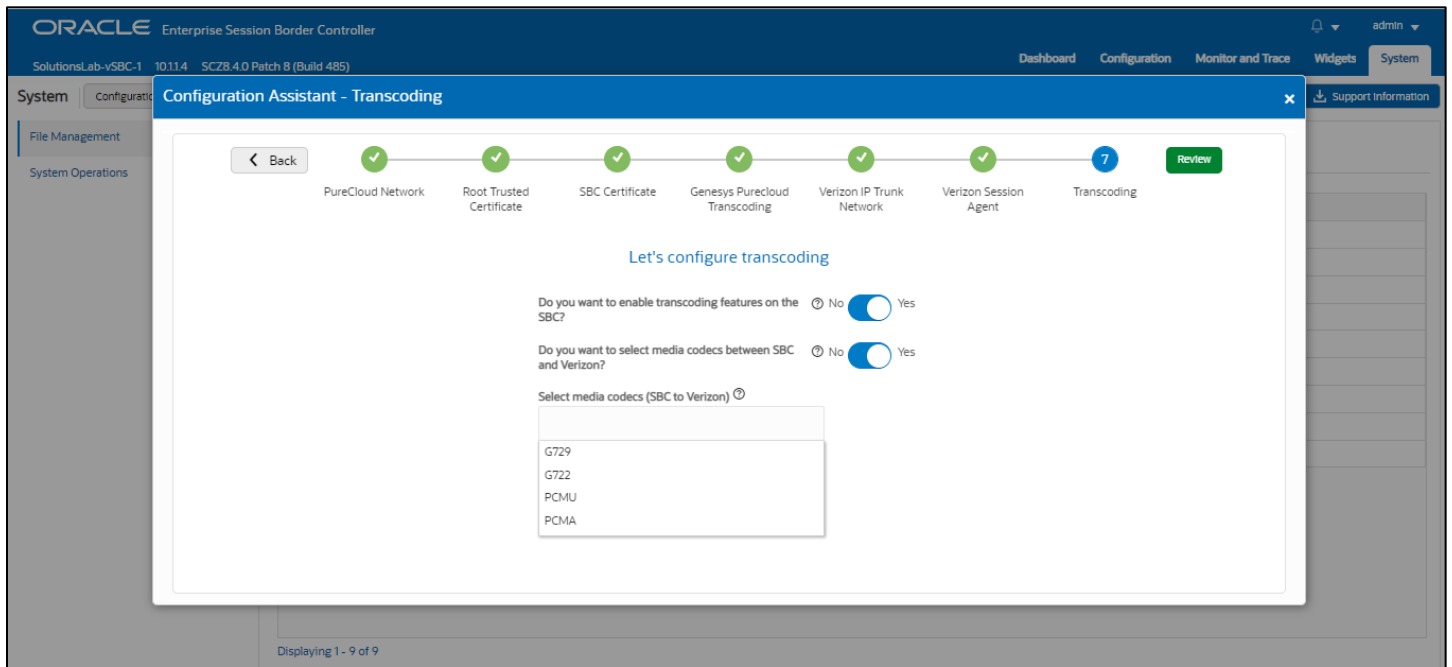 ORACLE Enterprise Session Border Controller
admin
SolutionsLab-vSBC-1 10.1.1.4 SCZ8.4.0 Patch 8 (Build 485)
Dashboard Configuration Monitor and Trace Widgets System
System
Configuration Assistant - Transcoding
×
Support Information
File Management
System Operations
Back
7
Review
PureCloud Network
Root Trusted
Certificate
SBC Certificate
Genesys Purecloud
Transcoding
Verizon IP Trunk
Network
Verizon Session
Agent
Transcoding
Let's configure transcoding
Do you want to enable transcoding features on the
SBC?
No Yes
Do you want to select media codecs between SBC
and Verizon?
No Yes
Select media codecs (SBC to Verizon)
G729
G722
PCMU
PCMA
Displaying 1 - 9 of 9